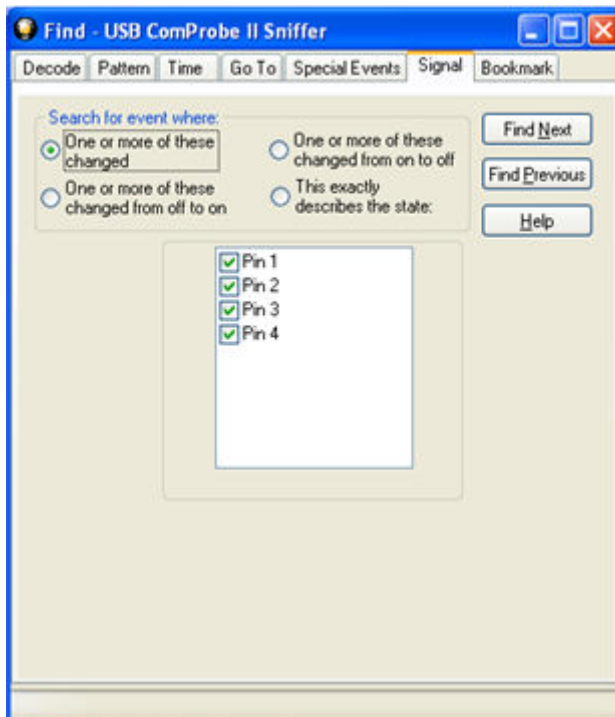 Find - USB ComProbe II Sniffer
Decode Pattern Time Go To Special Events Signal Bookmark
Search for event where:
One or more of these
changed
One or more of these
changed from on to off
One or more of these
changed from off to on
This exactly
describes the state:
Find Next
Find Previous
Help
Pin 1
Pin 2
Pin 3
Pin 4